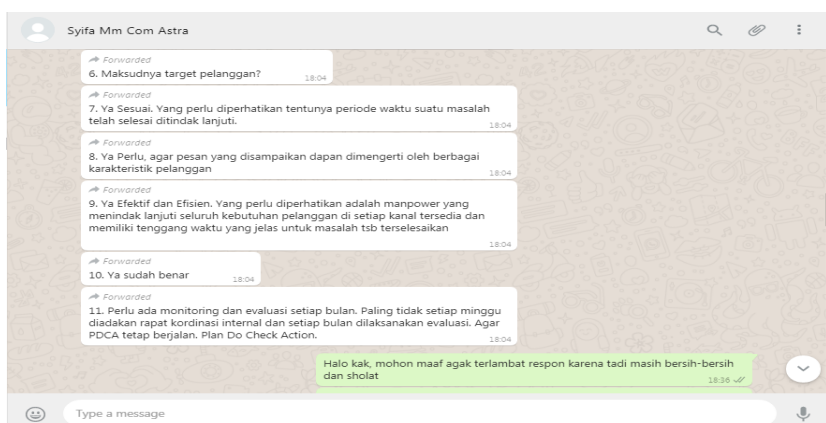 Syifa Mm Com Astra
Forwarded
6. Maksudnya target pelanggan?
18:04
Forwarded
7. Ya Sesuai. Yang perlu diperhatikan tentunya periode waktu suatu masalah
telah selesai ditindak lanjuti.
18:04
Forwarded
8. Ya Perlu, agar pesan yang disampaikan dapan dimengerti oleh berbagai
karakteristik pelanggan
18:04
Forwarded
9. Ya Efektif dan Efisien. Yang perlu diperhatikan adalah manpower yang
menindak lanjuti seluruh kebutuhan pelanggan di setiap kanal tersedia dan
memiliki tenggang waktu yang jelas untuk masalah tsb terselesaikan
18:04
Forwarded
10. Ya sudah benar
18:04
Forwarded
11. Perlu ada monitoring dan evaluasi setiap bulan. Paling tidak setiap minggu
diadakan rapat kordinasi internal dan setiap bulan dilaksanakan evaluasi. Agar
PDCA tetap berjalan. Plan Do Check Action.
18:04
Halo kak, mohon maaf agak terlambat respon karena tadi masih bersih-bersih
dan sholat
18:36
Type a message